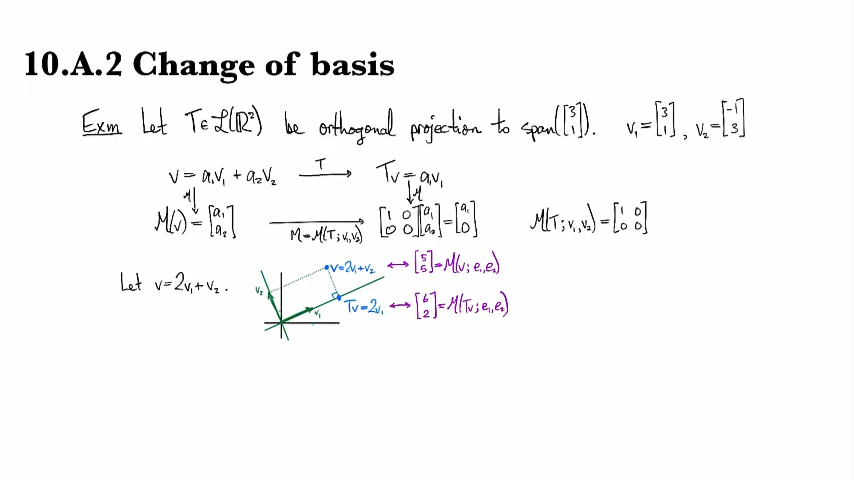 10.A.2 Change of basis
Exm Let T∈ℒ(ℝ²) be orthogonal projection to span([3 1]). v₁=[3 1], v₂=[-1 3]
v=a₁v₁+a₂v₂ T→ Tv=a₁v₁
ℳ↓ ↓ℳ
ℳ(v)=[a₁ a₂] → M=ℳ(T;v₁,v₂) [1 0 0 0][a₁ a₂]=[a₁ 0] ℳ(T;v₁,v₂)=[1 0 0 0]
Let v=2v₁+v₂.
v₂ v=2v₁+v₂ ↔ [5 5]=ℳ(v;e₁,e₂)
v₁ Tv=2v₁ ↔ [6 2]=ℳ(Tv;e₁,e₂)